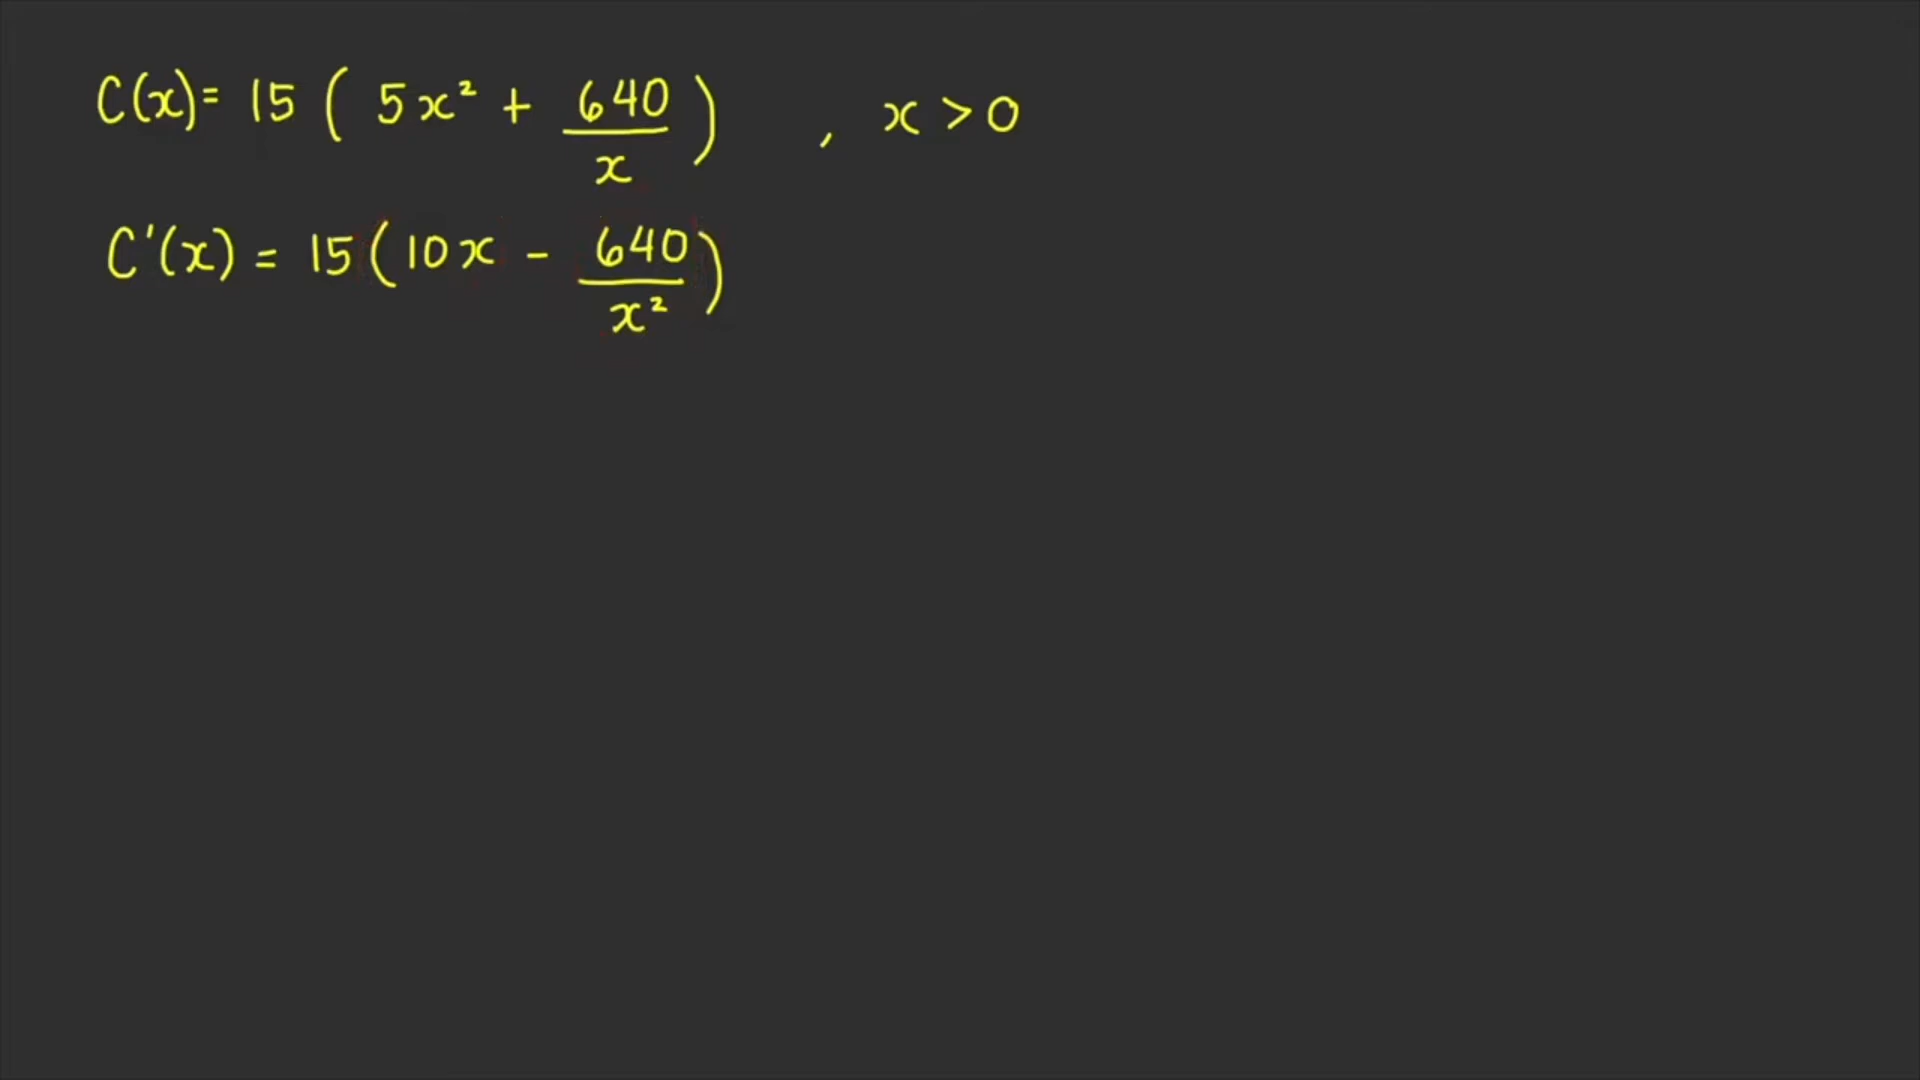 C(x)= 15 ( 5x² + 640/x ) , x > 0
C'(x) = 15 (10x - 640/x²)